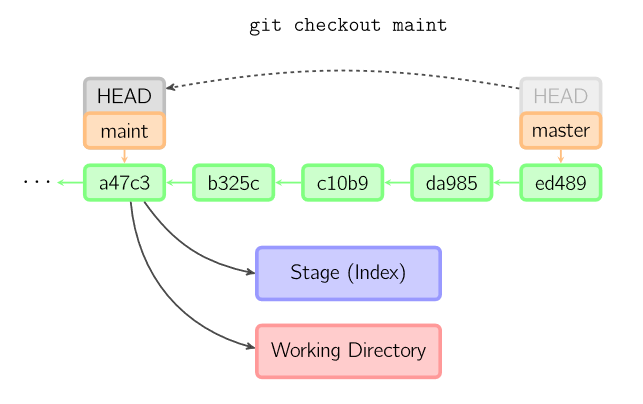 git checkout maint
HEAD
HEAD
maint
master
...
a47c3
b325c
c10b9
da985
ed489
Stage (Index)
Working Directory